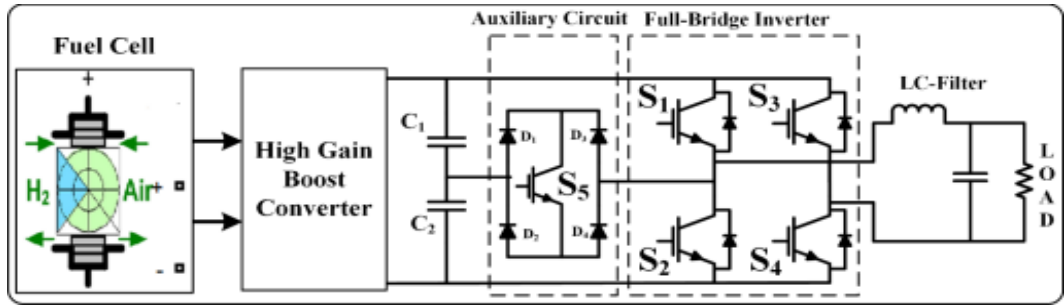 Auxiliary Circuit
Full-Bridge Inverter
Fuel Cell
+
H2
Air
+
-
High Gain
Boost
Converter
C1
C2
D1
D3
S5
D2
D4
S1
S3
S2
S4
LC-Filter
LOAD